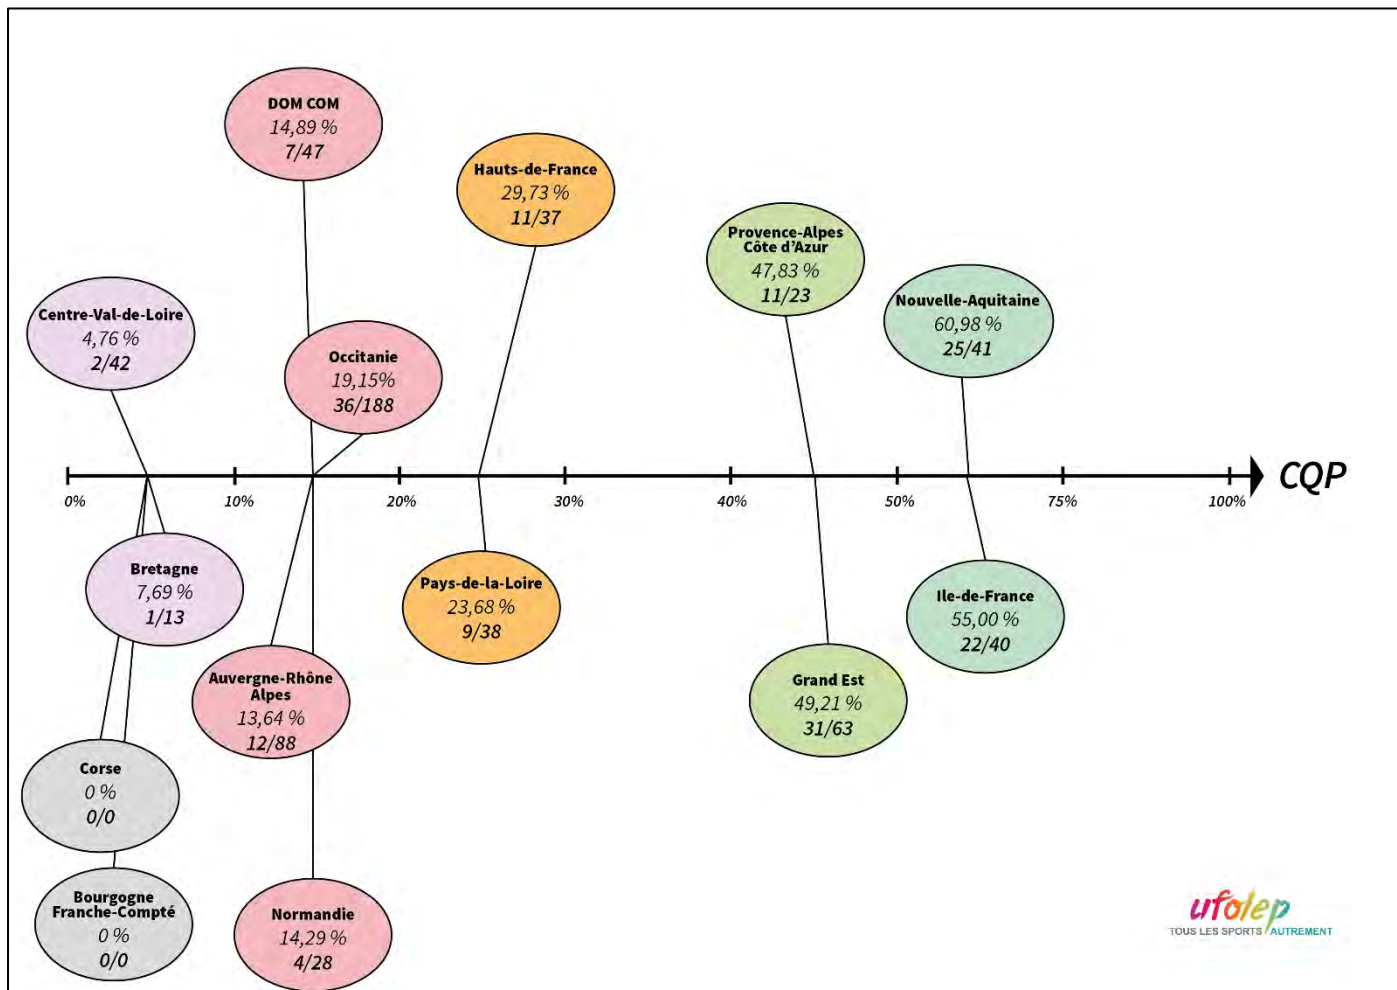 DOM COM
14,89 %
7/47
Hauts-de-France
29,73 %
11/37
Provence-Alpes
Côte d'Azur
47,83 %
11/23
Nouvelle-Aquitaine
60,98 %
25/41
Centre-Val-de-Loire
4,76 %
2/42
Occitanie
19,15%
36/188
0%
10%
20%
30%
40%
50%
75%
100%
CQP
Bretagne
7,69 %
1/13
Pays-de-la-Loire
23,68 %
9/38
Ile-de-France
55,00 %
22/40
Auvergne-Rhône
Alpes
13,64 %
12/88
Grand Est
49,21 %
31/63
Corse
0 %
0/0
Bourgogne
Franche-Compté
0 %
0/0
Normandie
14,29 %
4/28
ufolep
TOUS LES SPORTS AUTREMENT